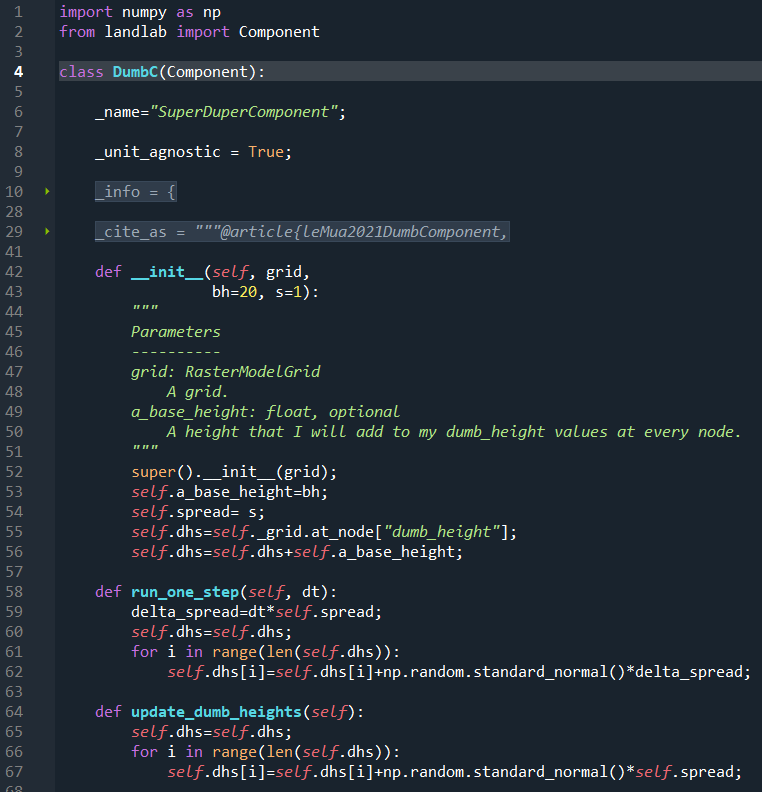 1 import numpy as np
2 from landlab import Component
3
4 class DumbC(Component):
5
6     _name="SuperDuperComponent";
7
8     _unit_agnostic = True;
9
10     _info = {
28
29     _cite_as = """@article{leMua2021DumbComponent,
41
42     def __init__(self, grid,
43                  bh=20, s=1):
44         """
45         Parameters
46         ----------
47         grid: RasterModelGrid
48             A grid.
49         a_base_height: float, optional
50             A height that I will add to my dumb_height values at every node.
51         """
52         super().__init__(grid);
53         self.a_base_height=bh;
54         self.spread= s;
55         self.dhs=self._grid.at_node["dumb_height"];
56         self.dhs=self.dhs+self.a_base_height;
57
58     def run_one_step(self, dt):
59         delta_spread=dt*self.spread;
60         self.dhs=self.dhs;
61         for i in range(len(self.dhs)):
62             self.dhs[i]=self.dhs[i]+np.random.standard_normal()*delta_spread;
63
64     def update_dumb_heights(self):
65         self.dhs=self.dhs;
66         for i in range(len(self.dhs)):
67             self.dhs[i]=self.dhs[i]+np.random.standard_normal()*self.spread;
68